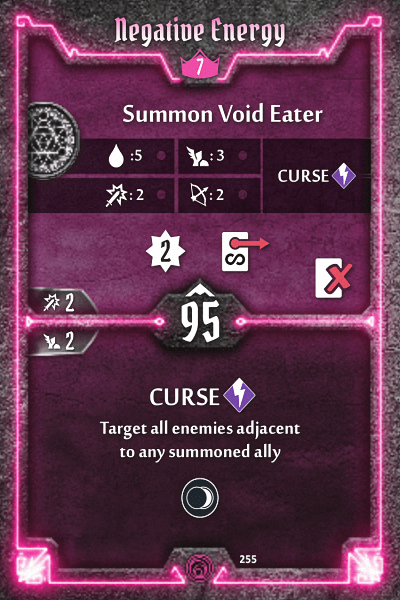 Negative Energy
7
Summon Void Eater
:5 : 3 CURSE
: 2 : 2
2
2
95
2
CURSE
Target all enemies adjacent
to any summoned ally
255